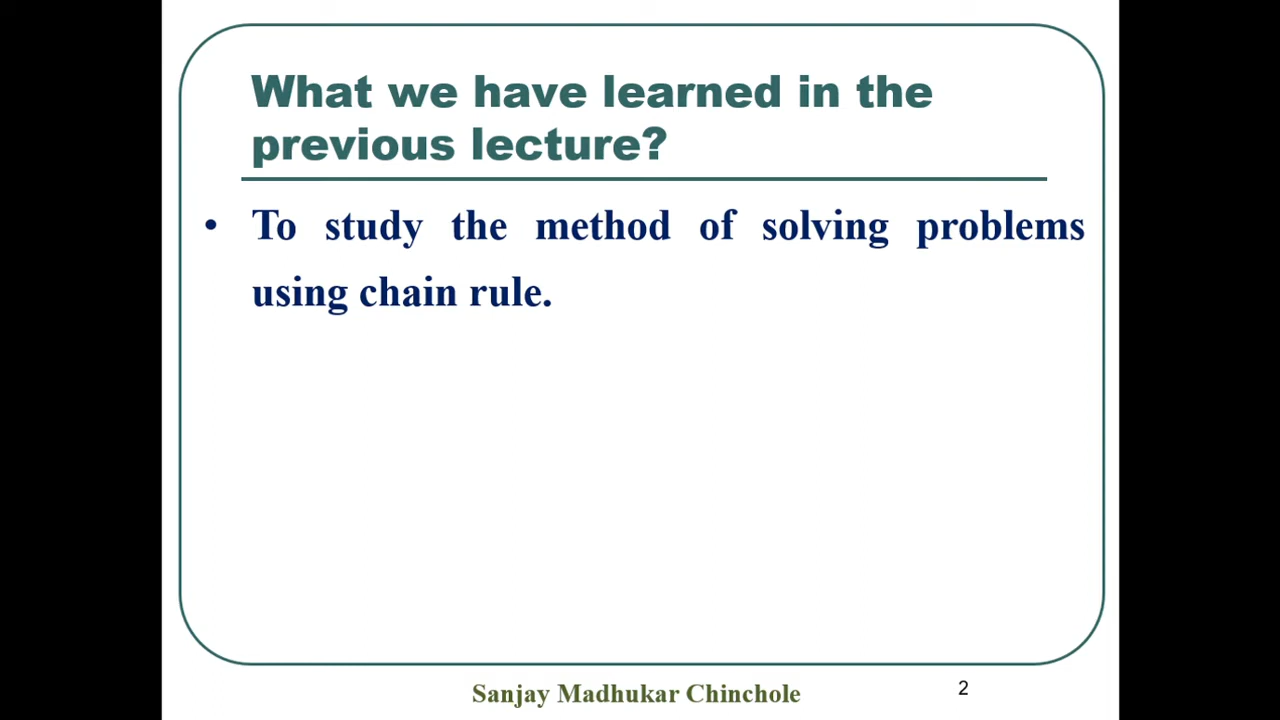 What we have learned in the
previous lecture?
• To study the method of solving problems
using chain rule.
Sanjay Madhukar Chinchole
2